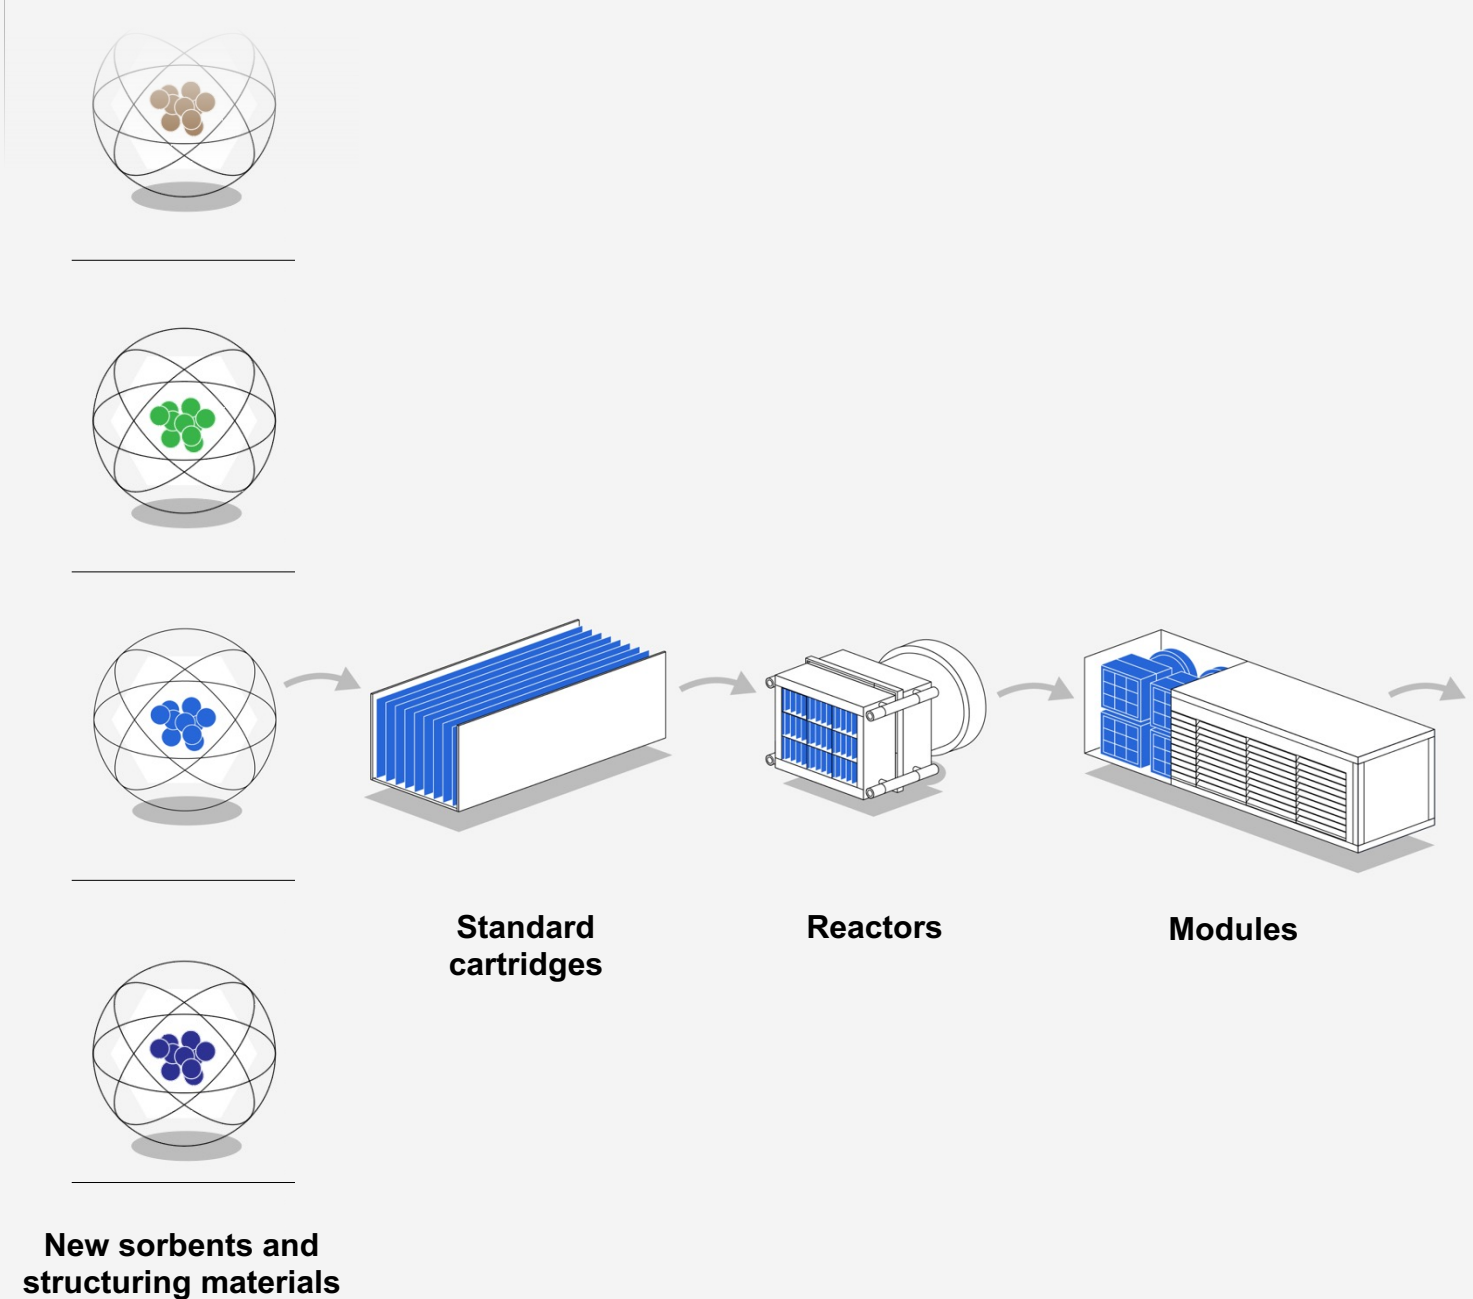 Standard
cartridges
Reactors
Modules
New sorbents and
structuring materials